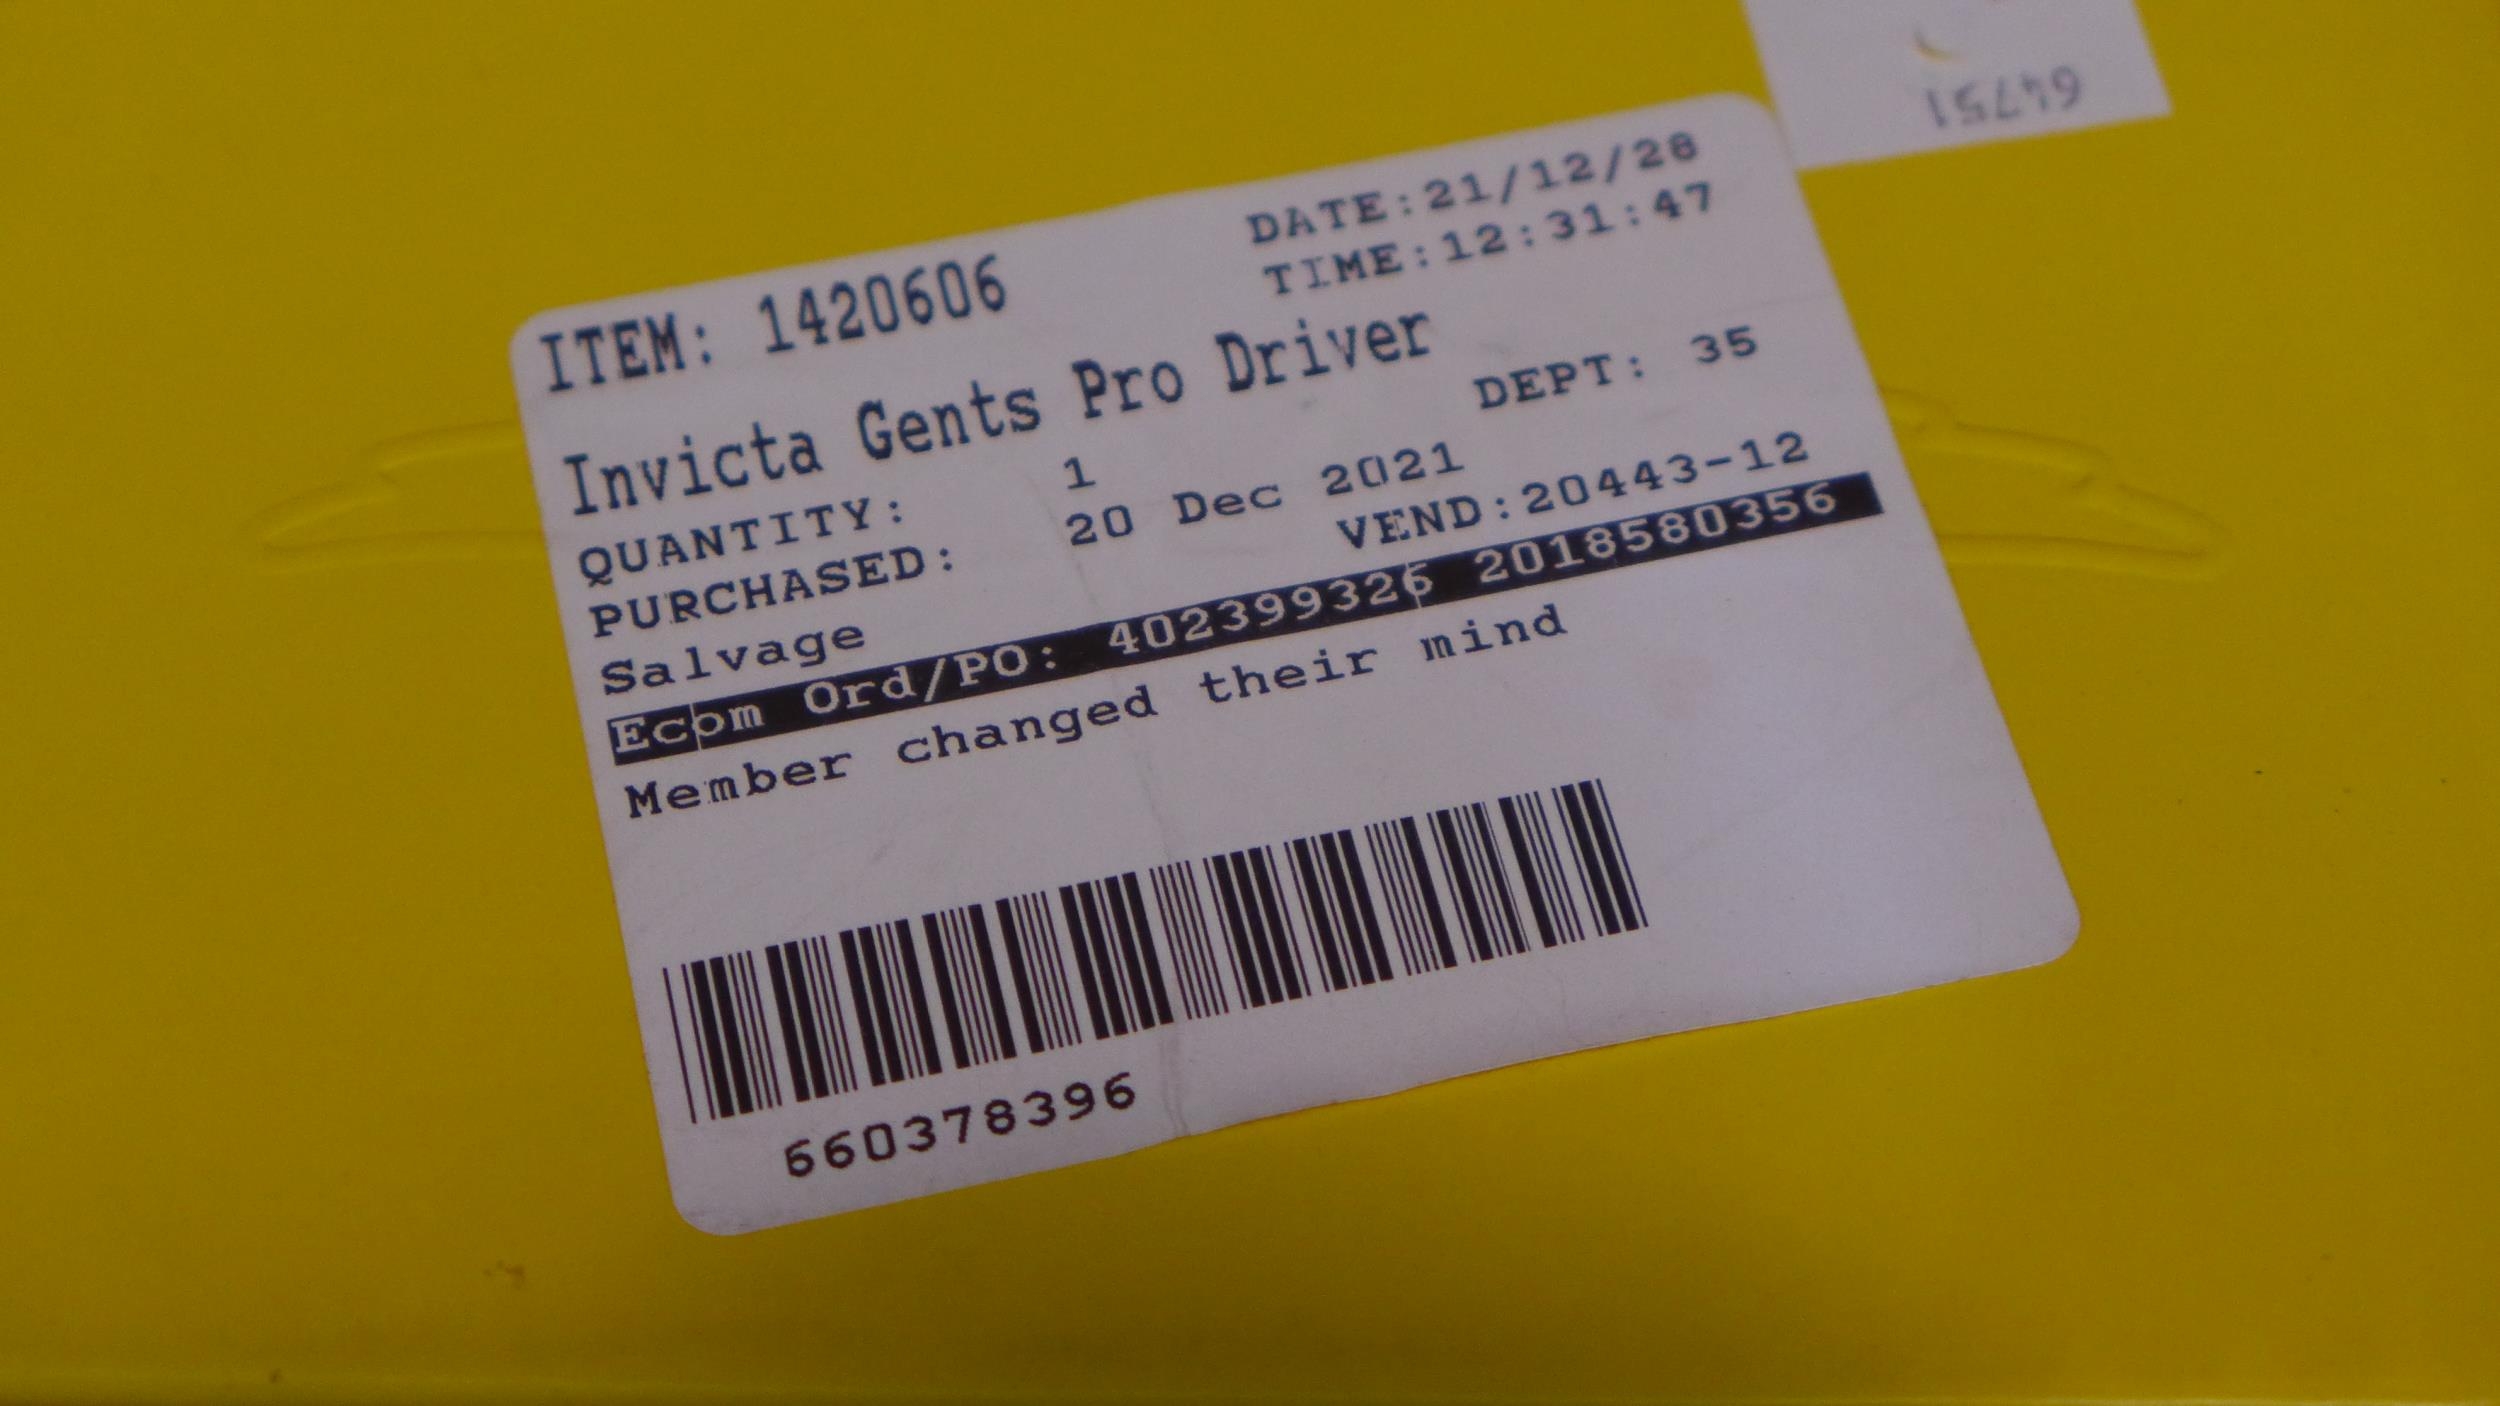 64751
DATE:21/12/28
TIME:12:31:47
ITEM: 1420606
Invicta Gents Pro Driver
DEPT: 35
QUANTITY: 1
PURCHASED: 20 Dec 2021
VEND:20443-12
Salvage
Ecom Ord/PO: 402399326 2018580356
Member changed their mind
660378396